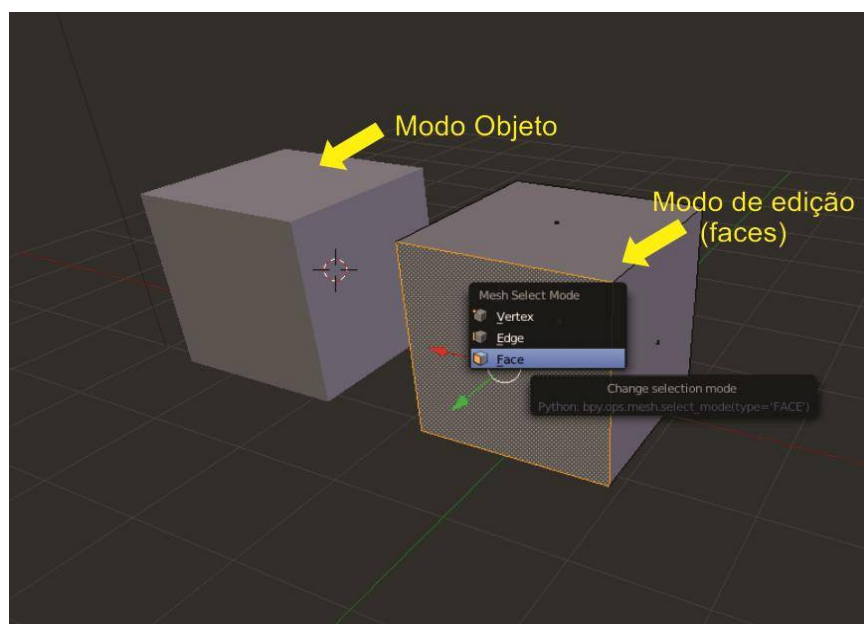 Modo Objeto
Modo de edição
(faces)
Mesh Select Mode
Vertex
Edge
Face
Change selection mode
Python: bpy.ops.mesh.select_mode(type='FACE')